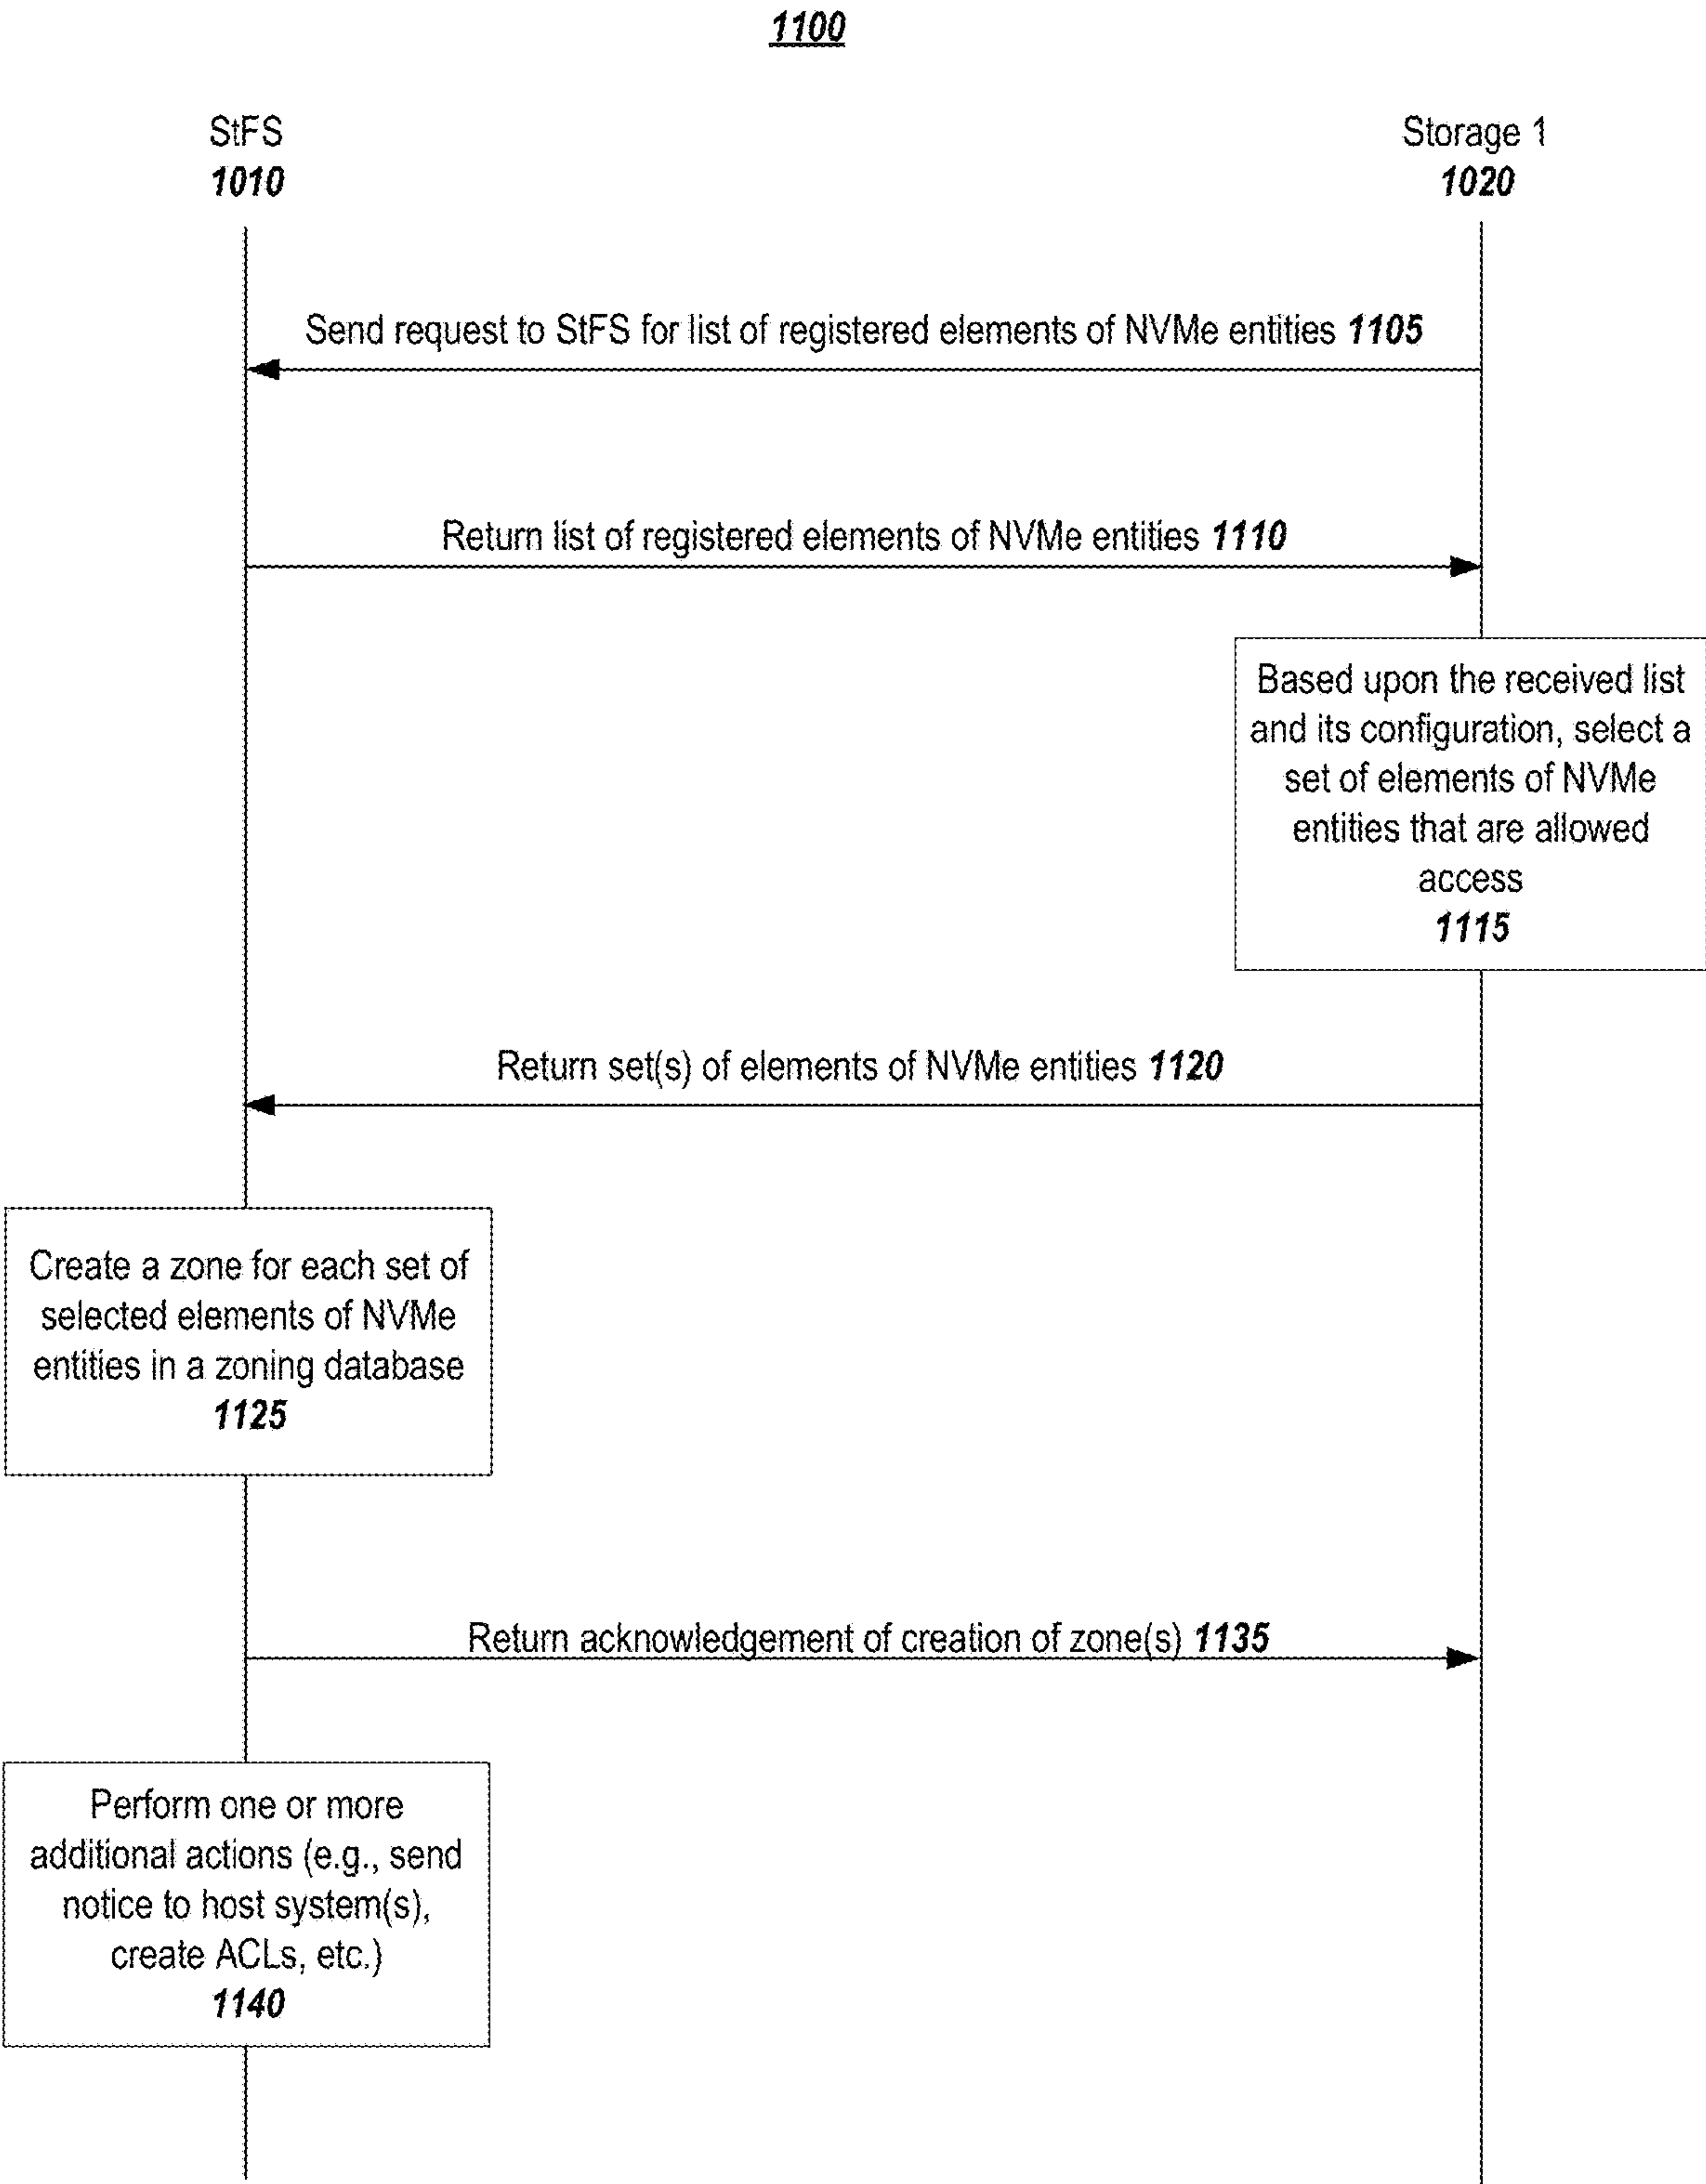 1100
StFS
1010
Storage 1
1020
Send request to StFS for list of registered elements of NVMe entities 1105
Return list of registered elements of NVMe entities 1110
Based upon the received list
and its configuration, select a
set of elements of NVMe
entities that are allowed
access
1115
Return set(s) of elements of NVMe entities 1120
Create a zone for each set of
selected elements of NVMe
entities in a zoning database
1125
Return acknowledgement of creation of zone(s) 1135
Perform one or more
additional actions (e.g., send
notice to host system(s),
create ACLs, etc.)
1140